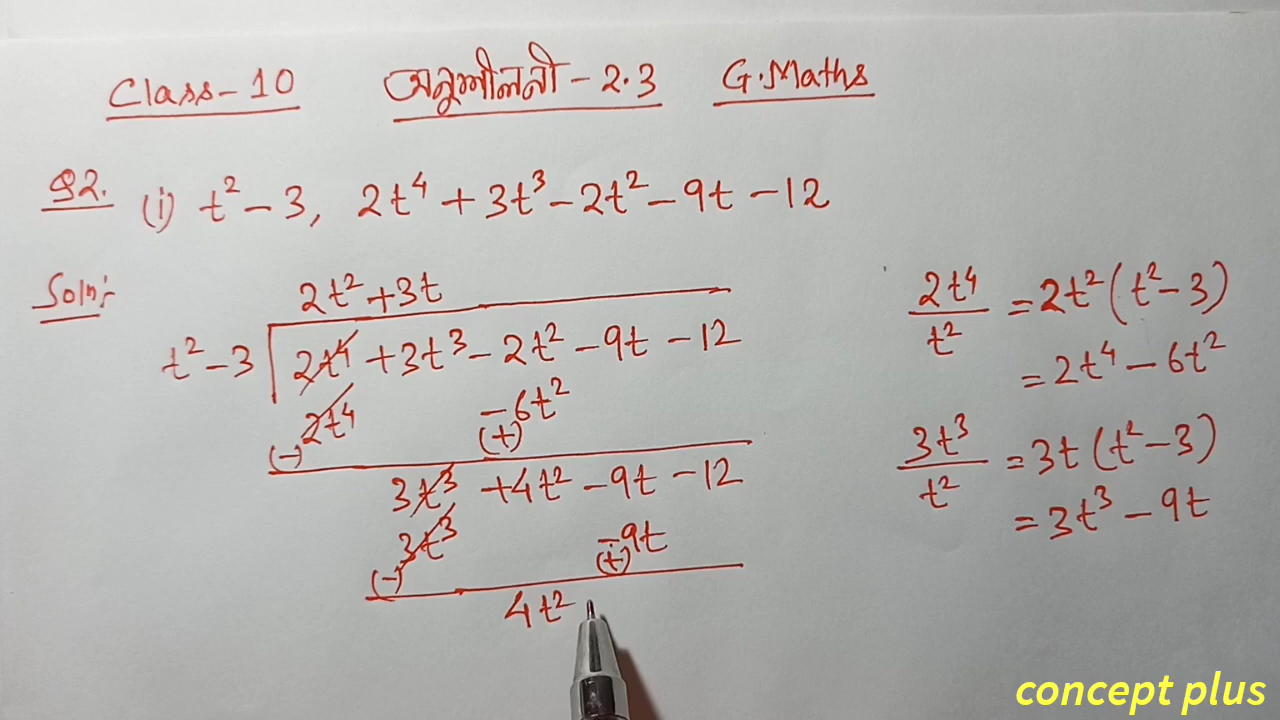 Class-10 অনুশীলনী-2.3 G.Maths
Q2. (i) t²-3, 2t⁴+3t³-2t²-9t-12
Soln:-
2t²+3t
t²-3 2t⁴+3t³-2t²-9t-12
2t⁴ -6t²
(-) (+)
3t³ +4t²-9t-12
3t³ -9t
(-) (+)
4t²
2t⁴/t² = 2t²(t²-3)
= 2t⁴-6t²
3t³/t² = 3t(t²-3)
= 3t³-9t
concept plus